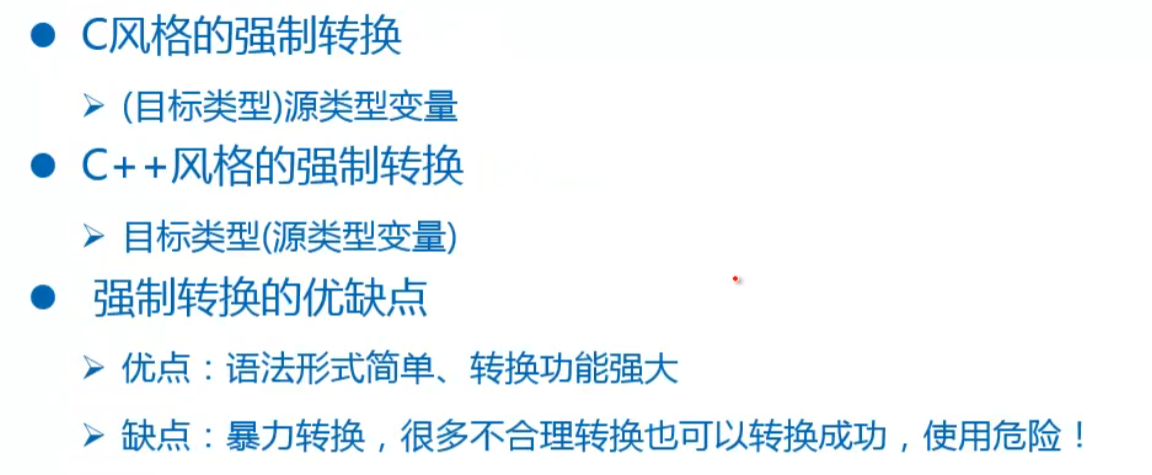 C风格的强制转换
(目标类型)源类型变量
C++风格的强制转换
目标类型(源类型变量)
强制转换的优缺点
优点：语法形式简单、转换功能强大
缺点：暴力转换，很多不合理转换也可以转换成功，使用危险！